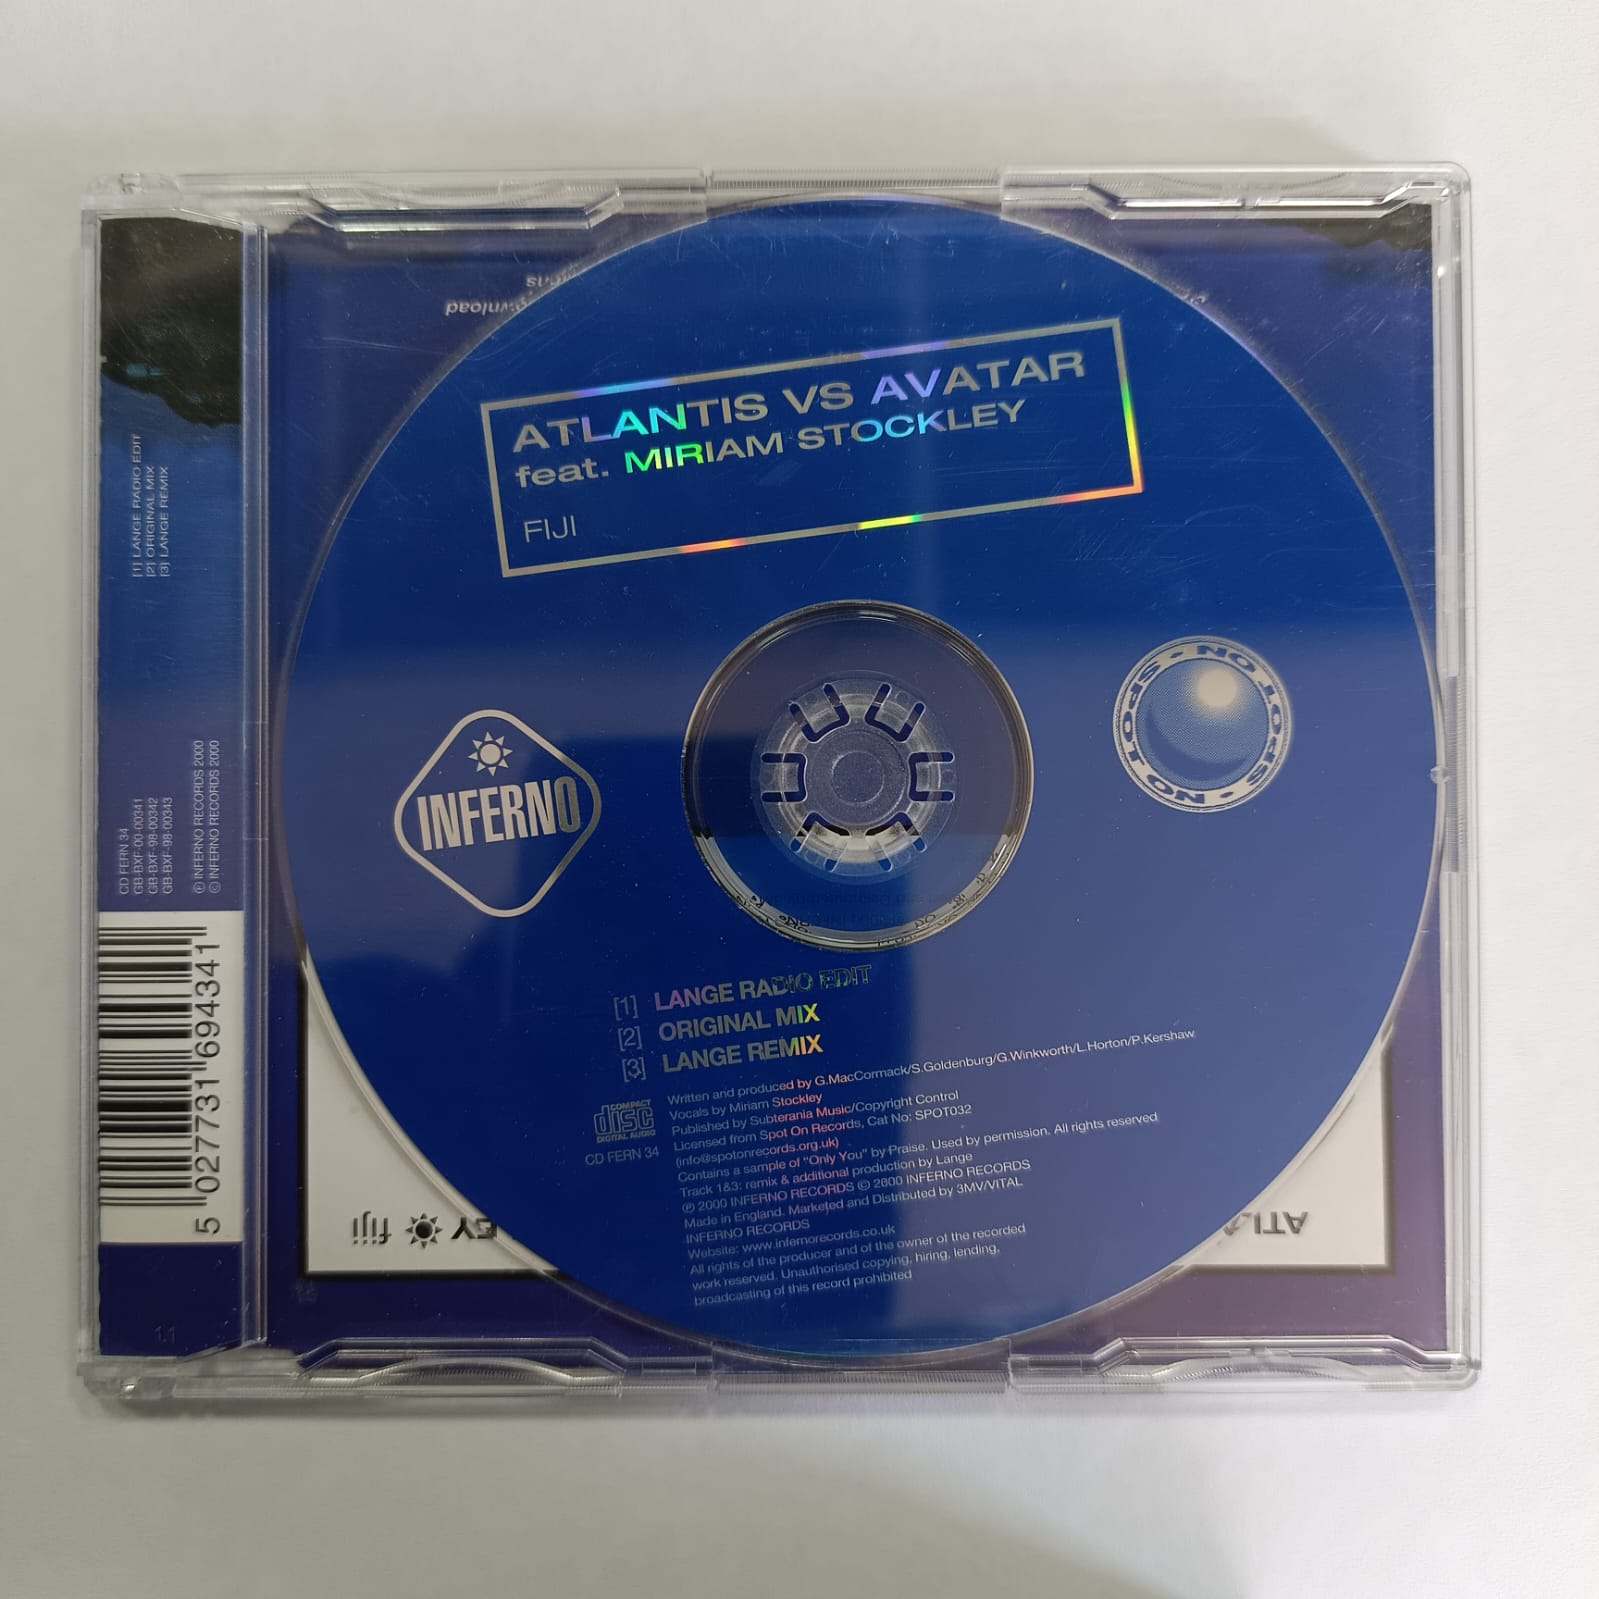 [1] LANGE RADIO EDIT
[2] ORIGINAL MIX
[3] LANGE REMIX
CD FERN 34
GB-BXF-00-00341
GB-BXF-98-00342
GB-BXF-98-00343
℗ INFERNO RECORDS 2000
© INFERNO RECORDS 2000
5 027731 694341
1.1
ATLANTIS VS AVATAR
feat. MIRIAM STOCKLEY
FIJI
INFERNO
SPOT ON • SPOT ON •
[1] LANGE RADIO EDIT
[2] ORIGINAL MIX
[3] LANGE REMIX
COMPACT
disc
DIGITAL AUDIO
CD FERN 34
Written and produced by G.MacCormack/S.Goldenburg/G.Winkworth/L.Horton/P.Kershaw
Vocals by Miriam Stockley
Published by Subterania Music/Copyright Control
Licensed from Spot On Records, Cat No: SPOT032
(info@spotonrecords.org.uk)
Contains a sample of "Only You" by Praise. Used by permission. All rights reserved
Track 1&3: remix & additional production by Lange
℗ 2000 INFERNO RECORDS © 2000 INFERNO RECORDS
Made in England. Marketed and Distributed by 3MV/VITAL
INFERNO RECORDS
Website: www.infernorecords.co.uk
All rights of the producer and of the owner of the recorded
work reserved. Unauthorised copying, hiring, lending,
broadcasting of this record prohibited
fiji